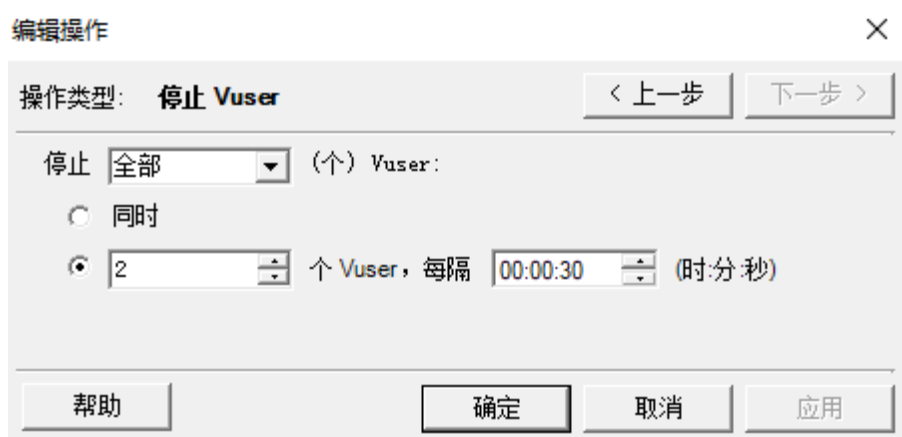 编辑操作
操作类型: 停止 Vuser <上一步 下一步>
停止 全部 (个) Vuser:
同时
2 个 Vuser，每隔 00:00:30 (时:分:秒)
帮助 确定 取消 应用